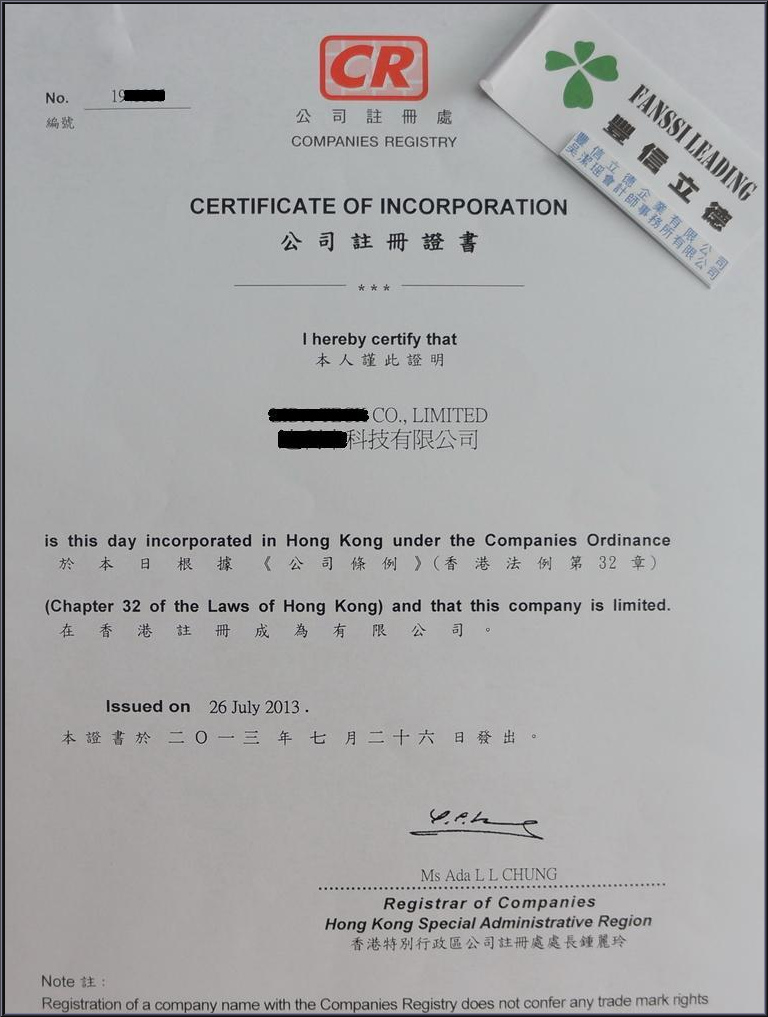 CR
公司註冊處
COMPANIES REGISTRY
No. 19
編號
FANSSI LEADING
豐信立德
豐信立德企業有限公司
吴潔瑶會計師事務所有限公司
CERTIFICATE OF INCORPORATION
公司註冊證書
***
I hereby certify that
本人謹此證明
CO., LIMITED
科技有限公司
is this day incorporated in Hong Kong under the Companies Ordinance
於本日根據《公司條例》(香港法例第32章)
(Chapter 32 of the Laws of Hong Kong) and that this company is limited.
在香港註冊成為有限公司。
Issued on 26 July 2013.
本證書於二O一三年七月二十六日發出。
Ms Ada L L CHUNG
Registrar of Companies
Hong Kong Special Administrative Region
香港特別行政區公司註冊處處長鍾麗玲
Note 註:
Registration of a company name with the Companies Registry does not confer any trade mark rights